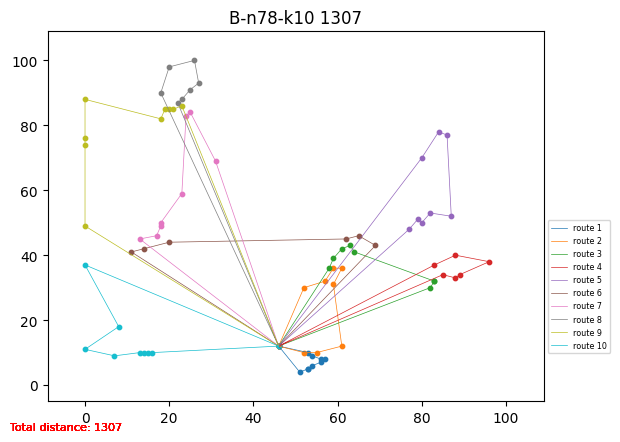 B-n78-k10 1307
100
80
60
40
20
0
0
20
40
60
80
100
route 1
route 2
route 3
route 4
route 5
route 6
route 7
route 8
route 9
route 10
Total distance: 1307